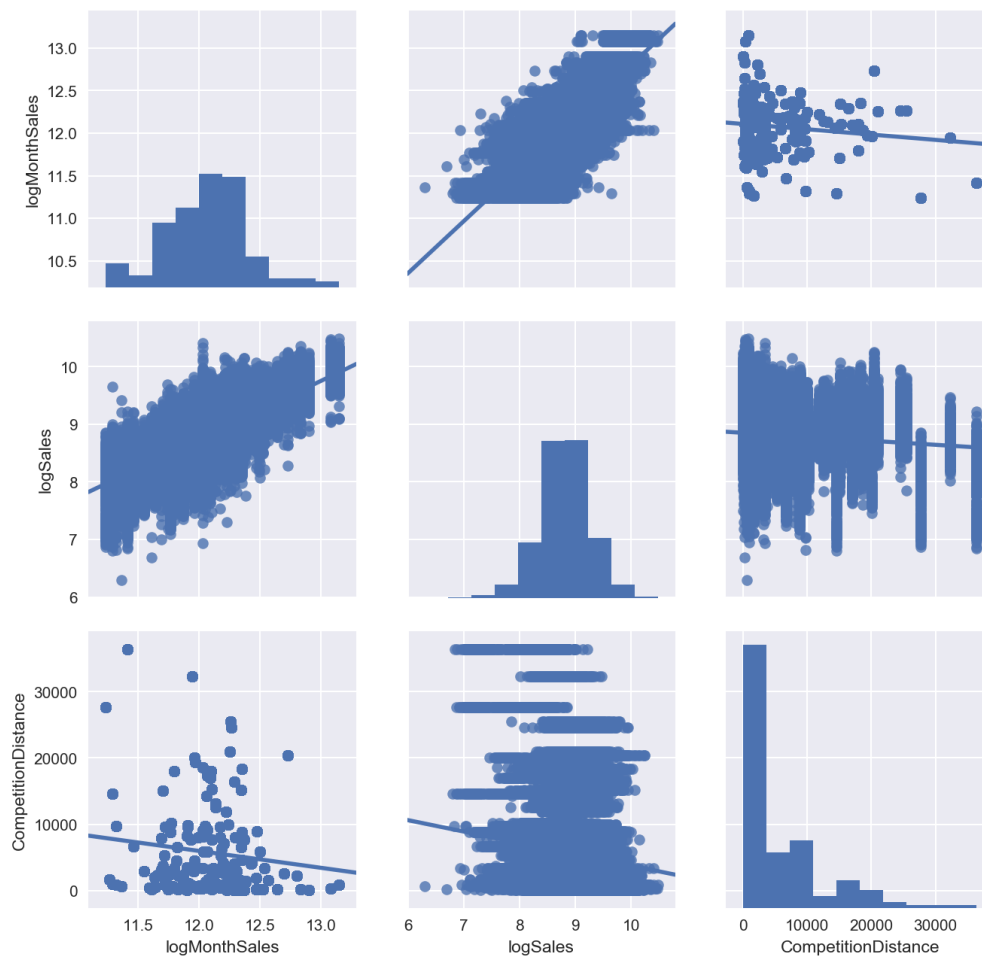 13.0
12.5
12.0
11.5
11.0
10.5
logMonthSales
10
9
8
7
6
logSales
30000
20000
10000
0
CompetitionDistance
11.5 12.0 12.5 13.0
logMonthSales
6 7 8 9 10
logSales
0 10000 20000 30000
CompetitionDistance